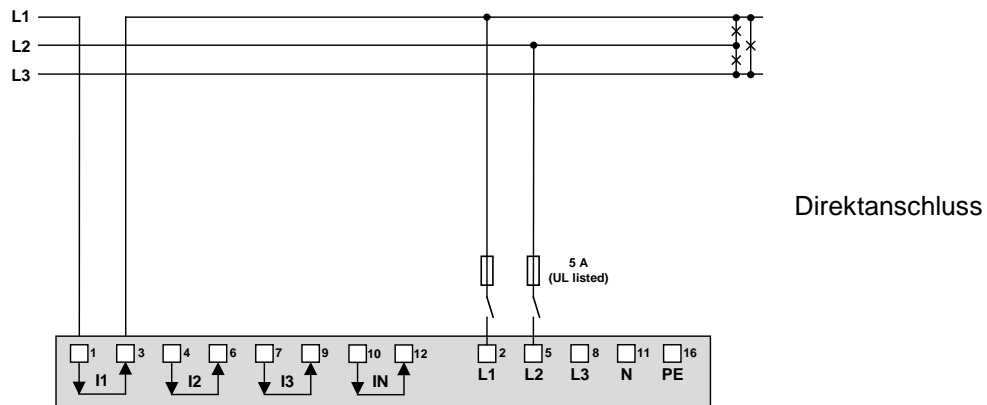 L1
L2
L3
Direktanschluss
5 A
(UL listed)
1 3 4 6 7 9 10 12 2 5 8 11 16
I1 I2 I3 IN L1 L2 L3 N PE